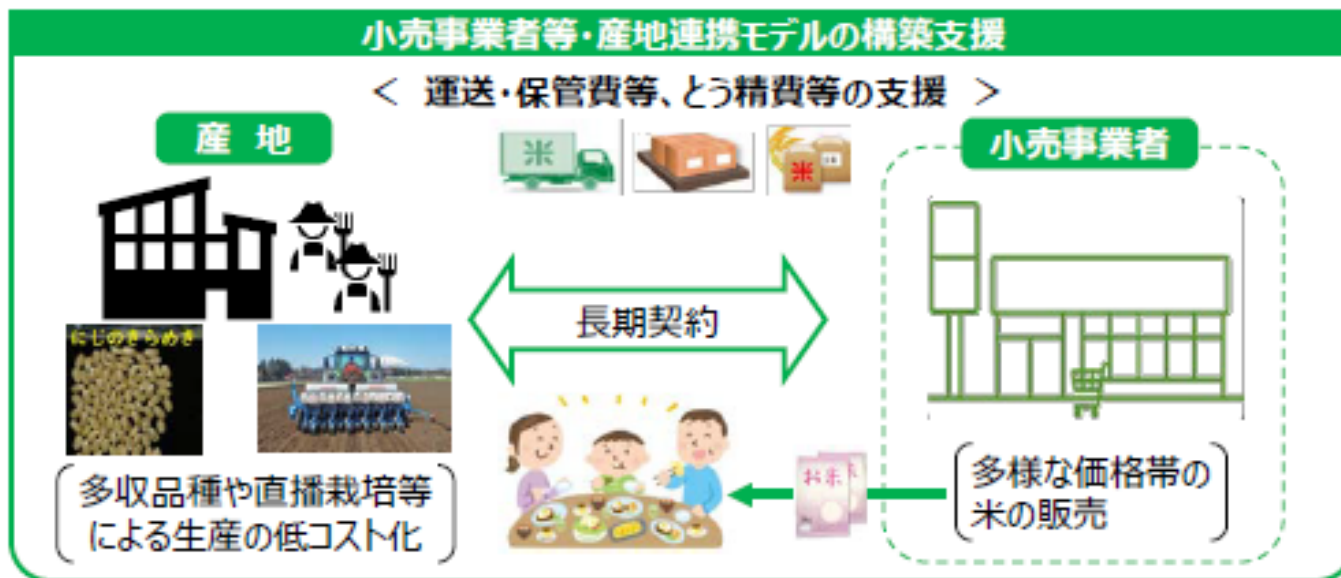 小売事業者等・産地連携モデルの構築支援
＜ 運送・保管費等、とう精費等の支援 ＞
産 地
小売事業者
米
米
にじのきらめき
長期契約
多収品種や直播栽培等
による生産の低コスト化
お米
多様な価格帯の
米の販売